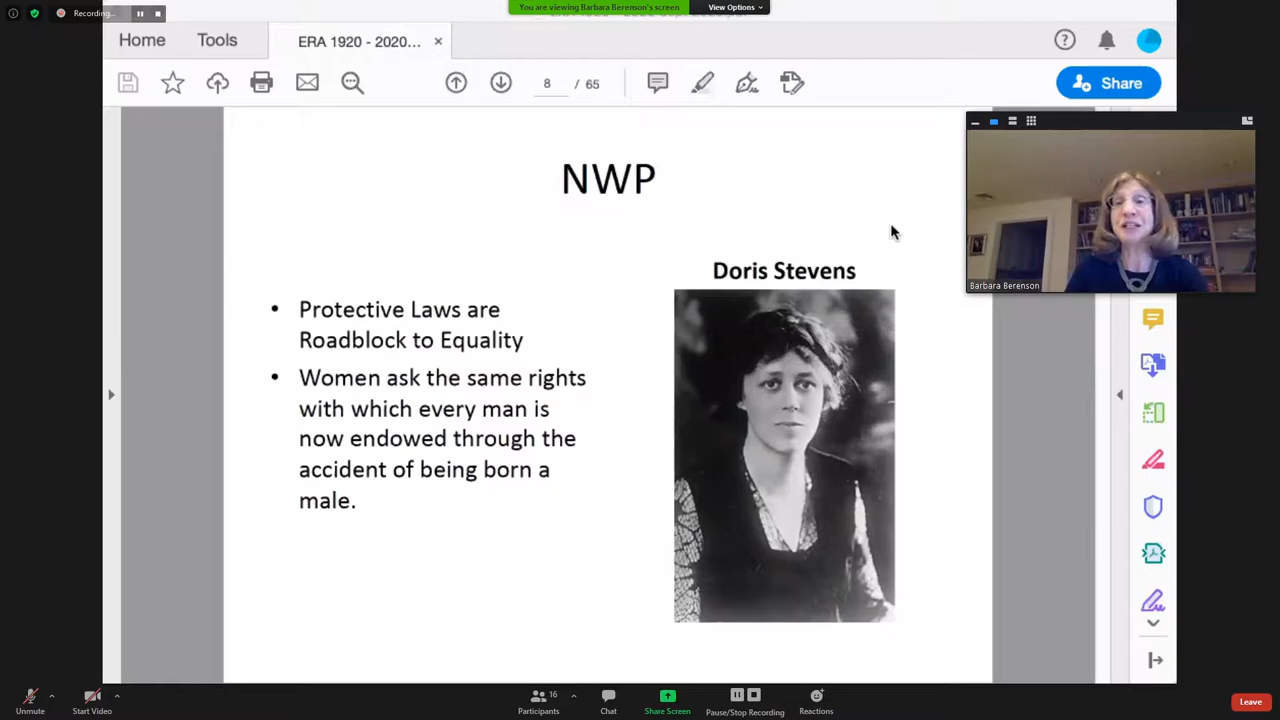 Recording...
You are viewing Barbara Berenson's screen
View Options
Home
Tools
ERA 1920 - 2020...
8 / 65
Share
NWP
Barbara Berenson
Doris Stevens
• Protective Laws are
Roadblock to Equality
• Women ask the same rights
with which every man is
now endowed through the
accident of being born a
male.
Unmute
Start Video
Participants
16
Chat
Share Screen
Pause/Stop Recording
Reactions
Leave